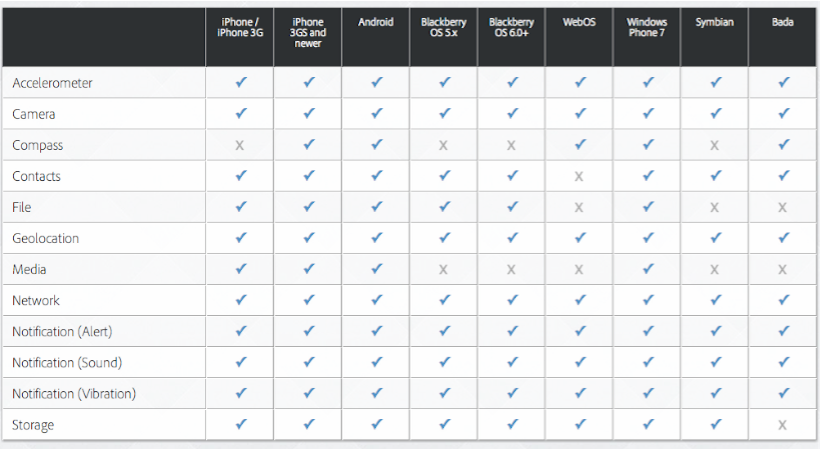 iPhone / iPhone 3G iPhone 3GS and newer Android Blackberry OS 5.x Blackberry OS 6.0+ WebOS Windows Phone 7 Symbian Bada
Accelerometer ✓ ✓ ✓ ✓ ✓ ✓ ✓ ✓ ✓
Camera ✓ ✓ ✓ ✓ ✓ ✓ ✓ ✓ ✓
Compass X ✓ ✓ X X ✓ ✓ X ✓
Contacts ✓ ✓ ✓ ✓ ✓ X ✓ ✓ ✓
File ✓ ✓ ✓ ✓ ✓ X ✓ X X
Geolocation ✓ ✓ ✓ ✓ ✓ ✓ ✓ ✓ ✓
Media ✓ ✓ ✓ X X X ✓ X X
Network ✓ ✓ ✓ ✓ ✓ ✓ ✓ ✓ ✓
Notification (Alert) ✓ ✓ ✓ ✓ ✓ ✓ ✓ ✓ ✓
Notification (Sound) ✓ ✓ ✓ ✓ ✓ ✓ ✓ ✓ ✓
Notification (Vibration) ✓ ✓ ✓ ✓ ✓ ✓ ✓ ✓ ✓
Storage ✓ ✓ ✓ ✓ ✓ ✓ ✓ ✓ X